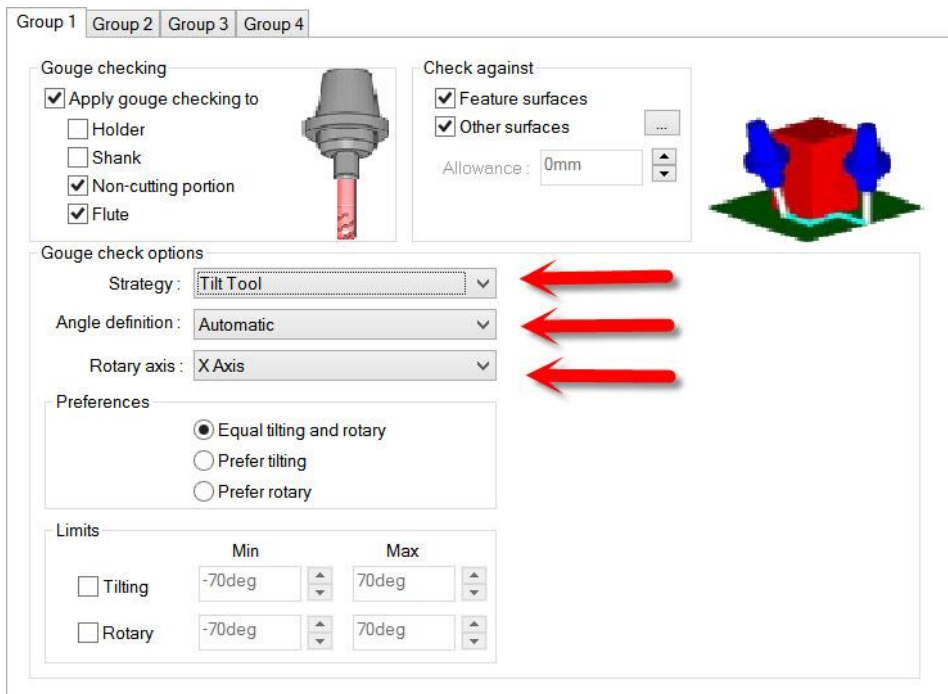 Group 1 Group 2 Group 3 Group 4
Gouge checking
Apply gouge checking to
Holder
Shank
Non-cutting portion
Flute
Check against
Feature surfaces
Other surfaces ...
Allowance : 0mm
Gouge check options
Strategy : Tilt Tool
Angle definition : Automatic
Rotary axis : X Axis
Preferences
Equal tilting and rotary
Prefer tilting
Prefer rotary
Limits
Min Max
Tilting -70deg 70deg
Rotary -70deg 70deg